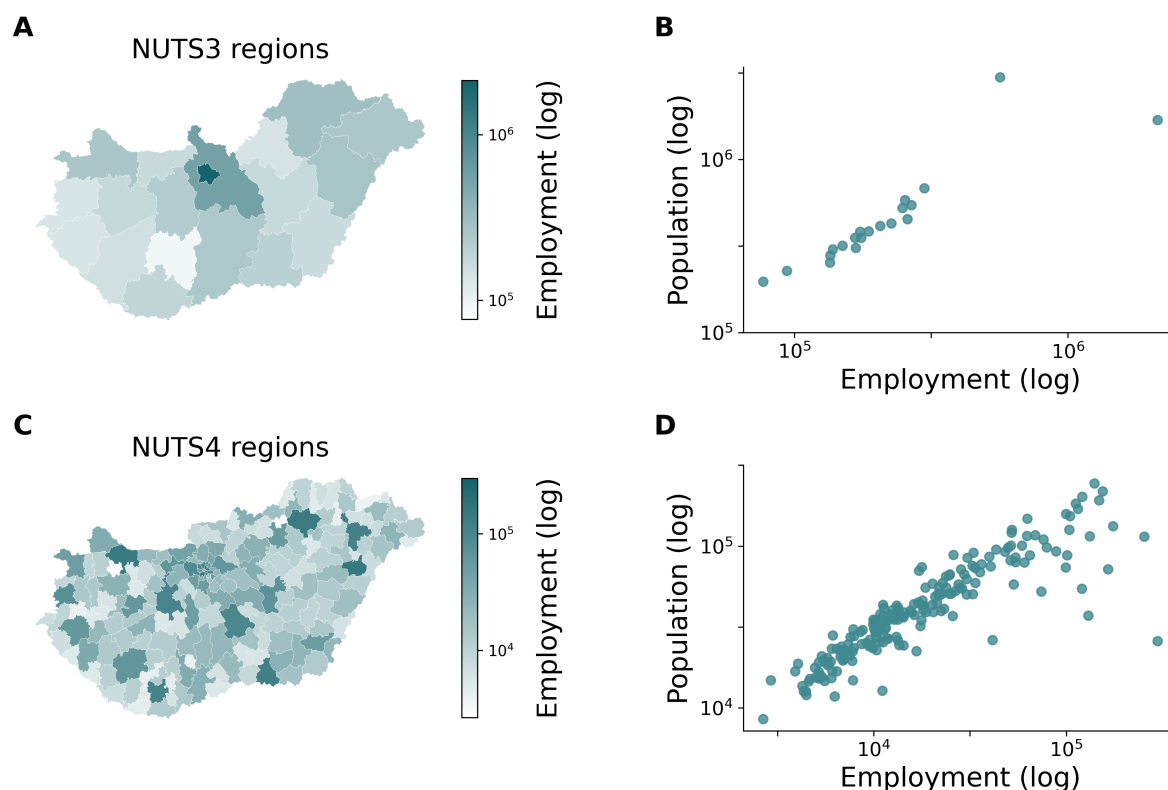 A
NUTS3 regions
10⁶
10⁵
Employment (log)
B
Population (log)
10⁶
10⁵
10⁵
10⁶
Employment (log)
C
NUTS4 regions
10⁵
10⁴
Employment (log)
D
Population (log)
10⁵
10⁴
10⁴
10⁵
Employment (log)